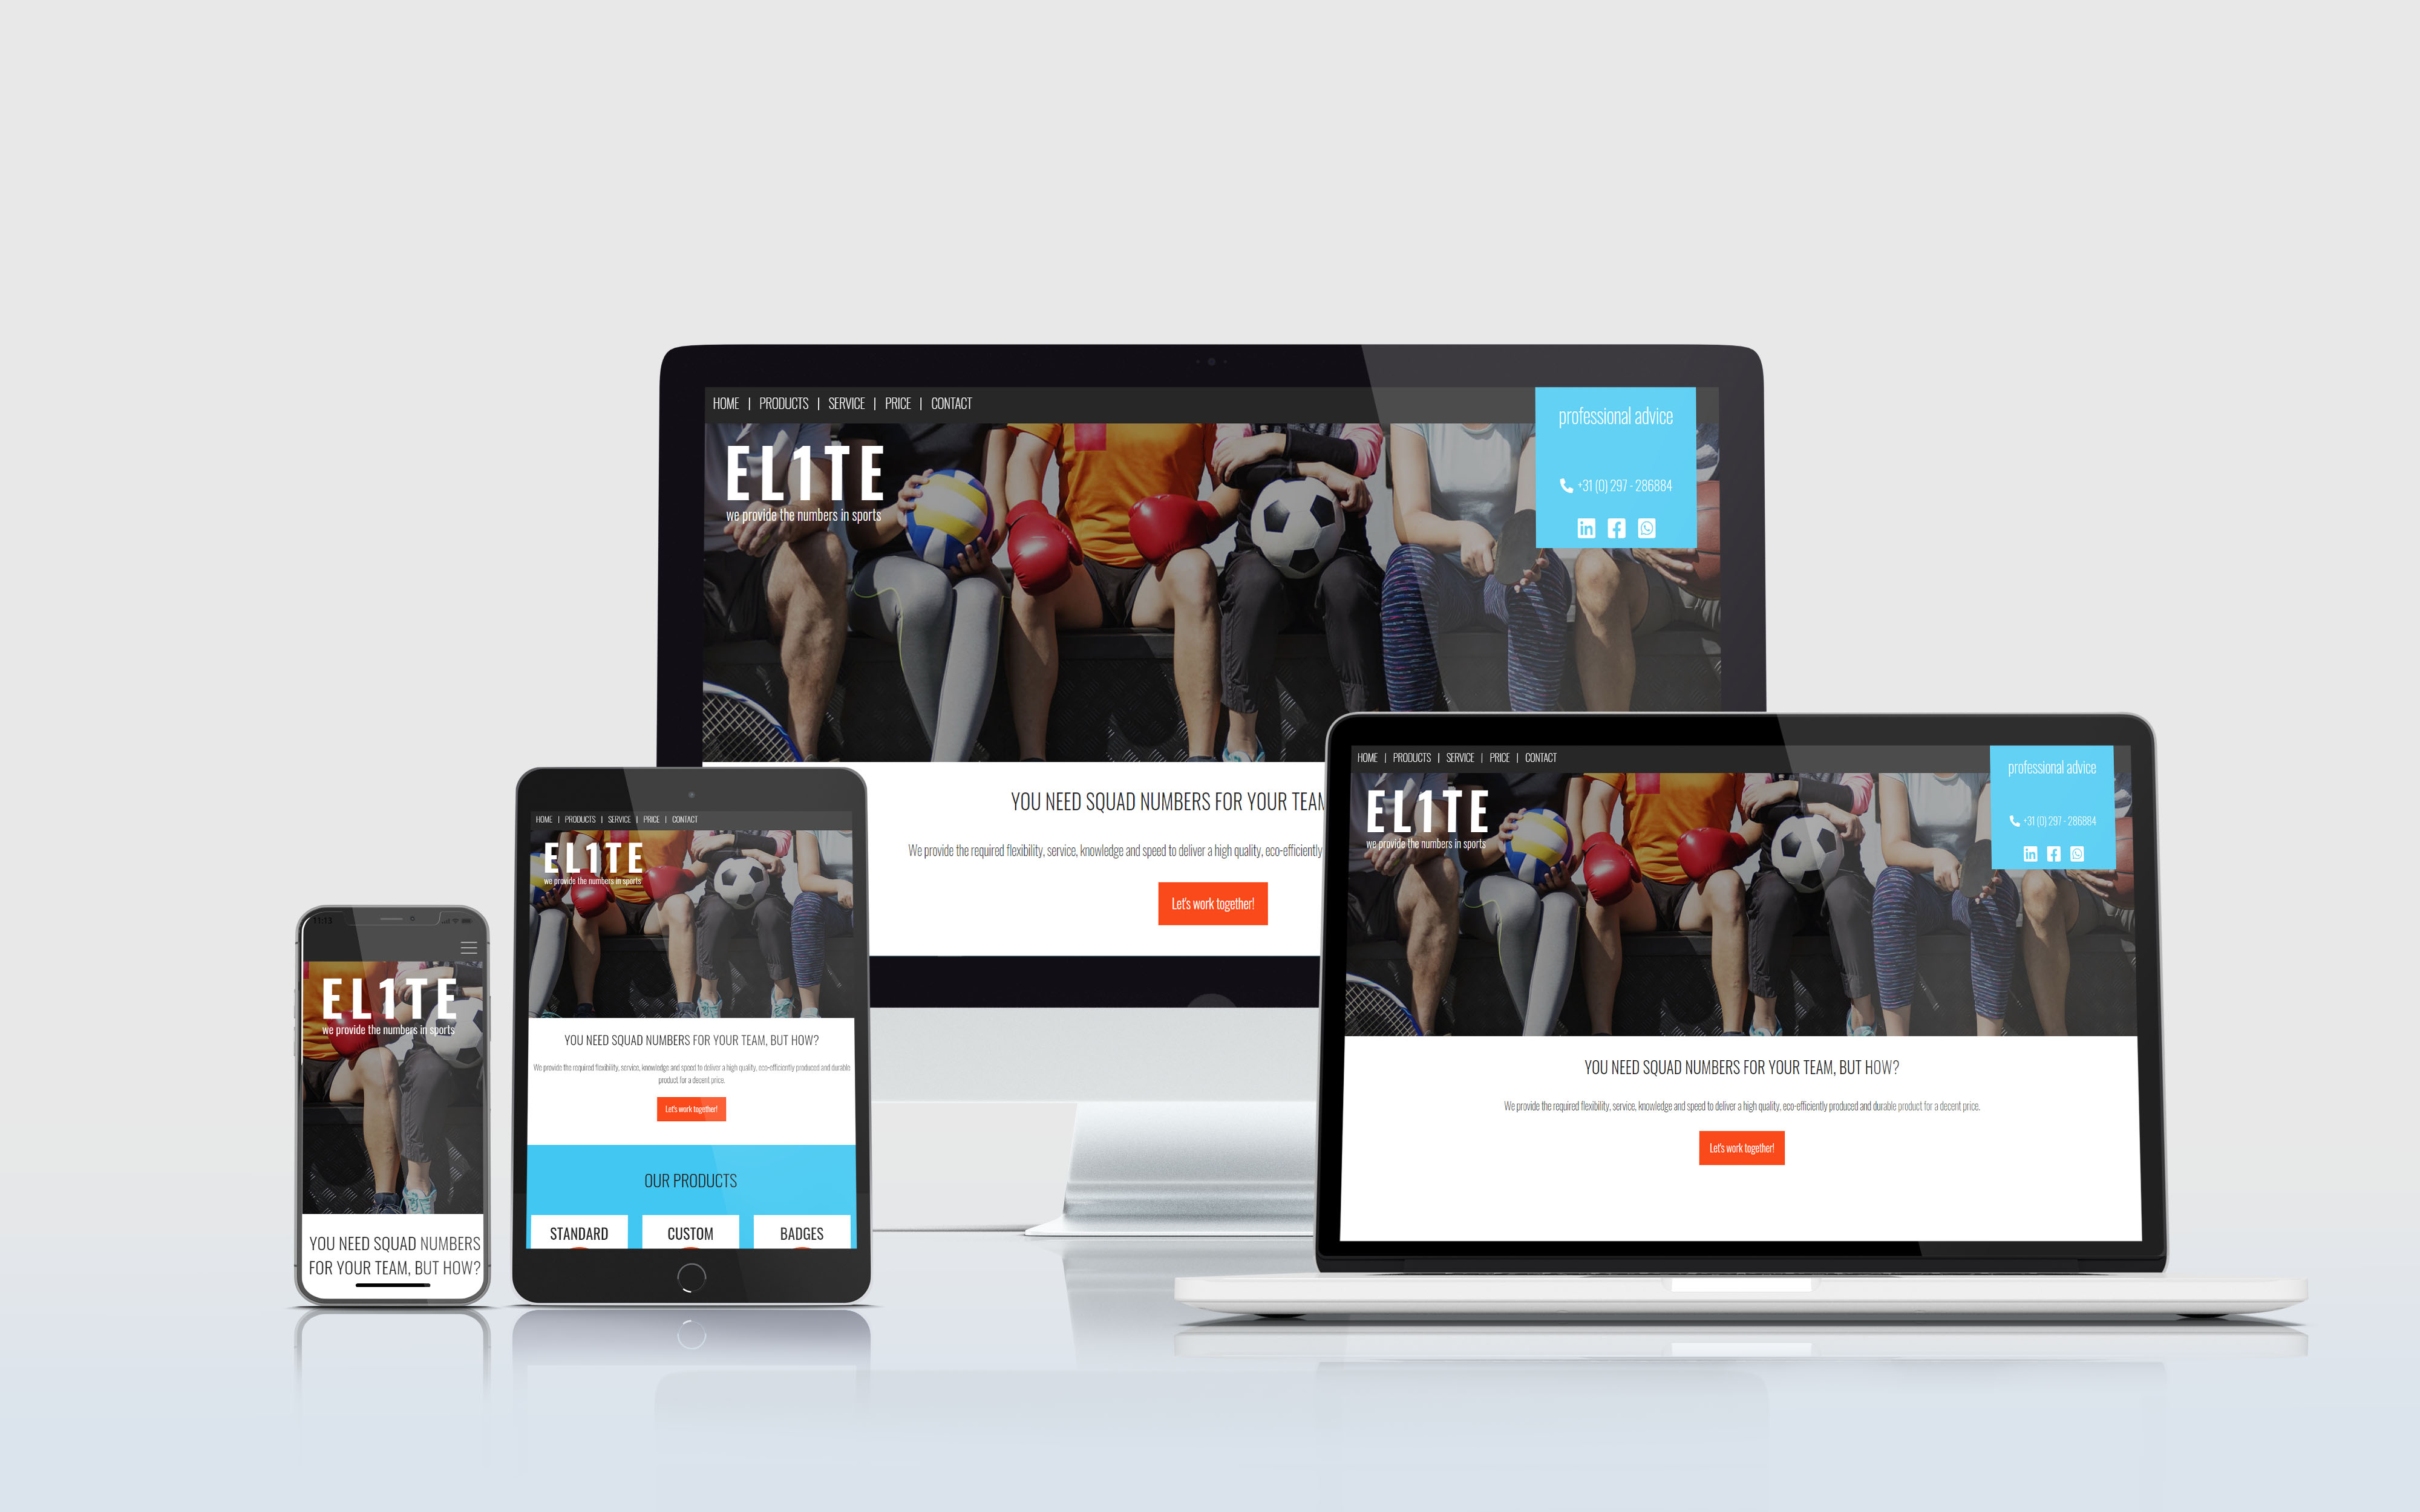 HOME | PRODUCTS | SERVICE | PRICE | CONTACT
professional advice
EL1TE
we provide the numbers in sports
+31 (0) 297 - 286884
YOU NEED SQUAD NUMBERS FOR YOUR TEAM
We provide the required flexibility, service, knowledge and speed to deliver a high quality, eco-efficiently
Let's work together!
HOME | PRODUCTS | SERVICE | PRICE | CONTACT
professional advice
EL1TE
we provide the numbers in sports
+31 (0) 297 - 286884
YOU NEED SQUAD NUMBERS FOR YOUR TEAM, BUT HOW?
We provide the required flexibility, service, knowledge and speed to deliver a high quality, eco-efficiently produced and durable product for a decent price.
Let's work together!
HOME | PRODUCTS | SERVICE | PRICE | CONTACT
EL1TE
we provide the numbers in sports
YOU NEED SQUAD NUMBERS FOR YOUR TEAM, BUT HOW?
We provide the required flexibility, service, knowledge and speed to deliver a high quality, eco-efficiently produced and durable
product for a decent price.
Let's work together!
OUR PRODUCTS
STANDARD CUSTOM BADGES
11:13
EL1TE
we provide the numbers in sports
YOU NEED SQUAD NUMBERS
FOR YOUR TEAM, BUT HOW?